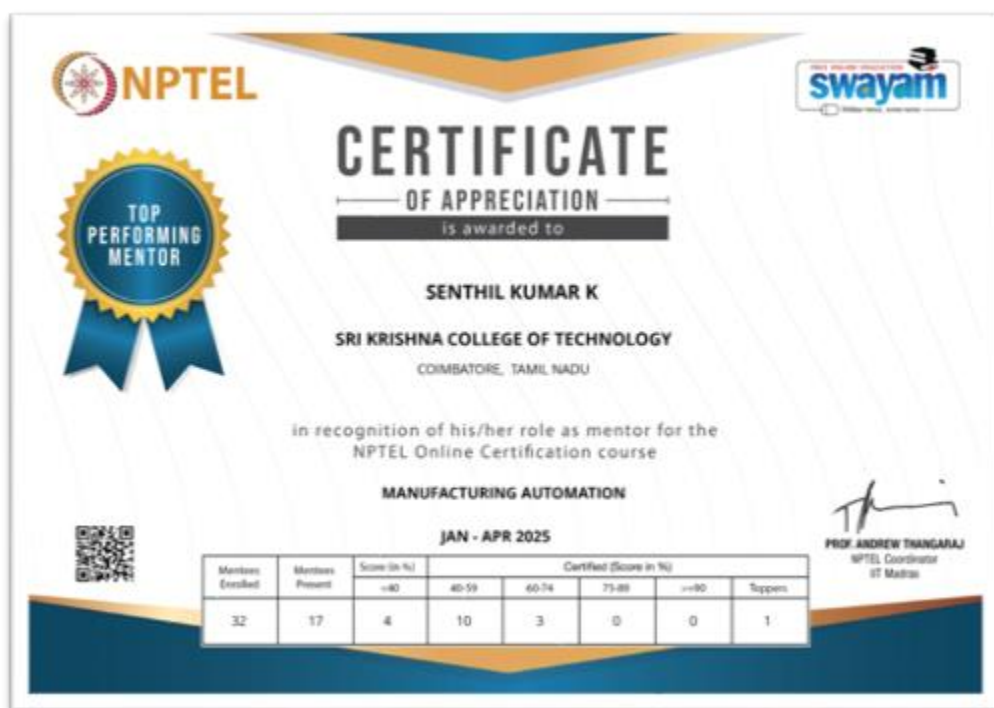 NPTEL
FREE ONLINE EDUCATION
swayam
TOP
PERFORMING
MENTOR
CERTIFICATE
OF APPRECIATION
is awarded to
SENTHIL KUMAR K
SRI KRISHNA COLLEGE OF TECHNOLOGY
COIMBATORE, TAMIL NADU
in recognition of his/her role as mentor for the
NPTEL Online Certification course
MANUFACTURING AUTOMATION
JAN - APR 2025
PROF. ANDREW THANGARAJ
NPTEL Coordinator
IIT Madras
Mentees Enrolled Mentees Present Score (in %) Certified (Score in %)
<40 40-59 60-74 75-89 >=90 Toppers
32 17 4 10 3 0 0 1